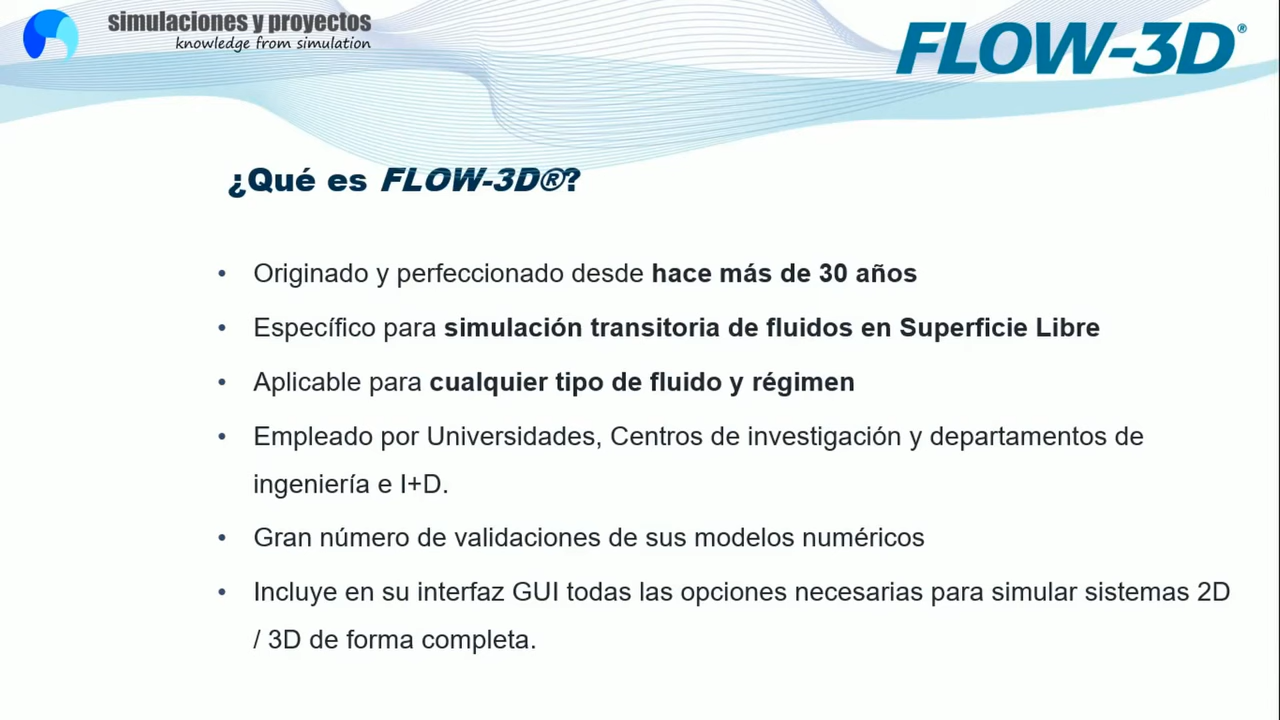 simulaciones y proyectos
knowledge from simulation
FLOW-3D®
¿Qué es FLOW-3D®?
• Originado y perfeccionado desde hace más de 30 años
• Específico para simulación transitoria de fluidos en Superficie Libre
• Aplicable para cualquier tipo de fluido y régimen
• Empleado por Universidades, Centros de investigación y departamentos de
ingeniería e I+D.
• Gran número de validaciones de sus modelos numéricos
• Incluye en su interfaz GUI todas las opciones necesarias para simular sistemas 2D
/ 3D de forma completa.